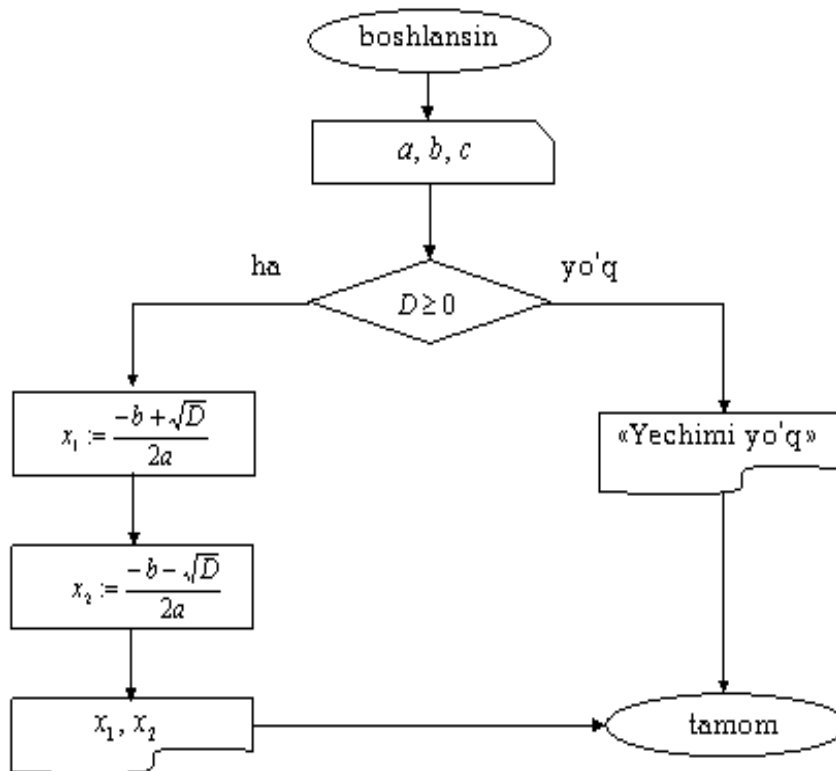 boshlansin
a, b, c
ha
yo'q
D ≥ 0
x₁ := (-b + √D) / 2a
«Yechimi yo'q»
x₂ := (-b - √D) / 2a
x₁, x₂
tamom